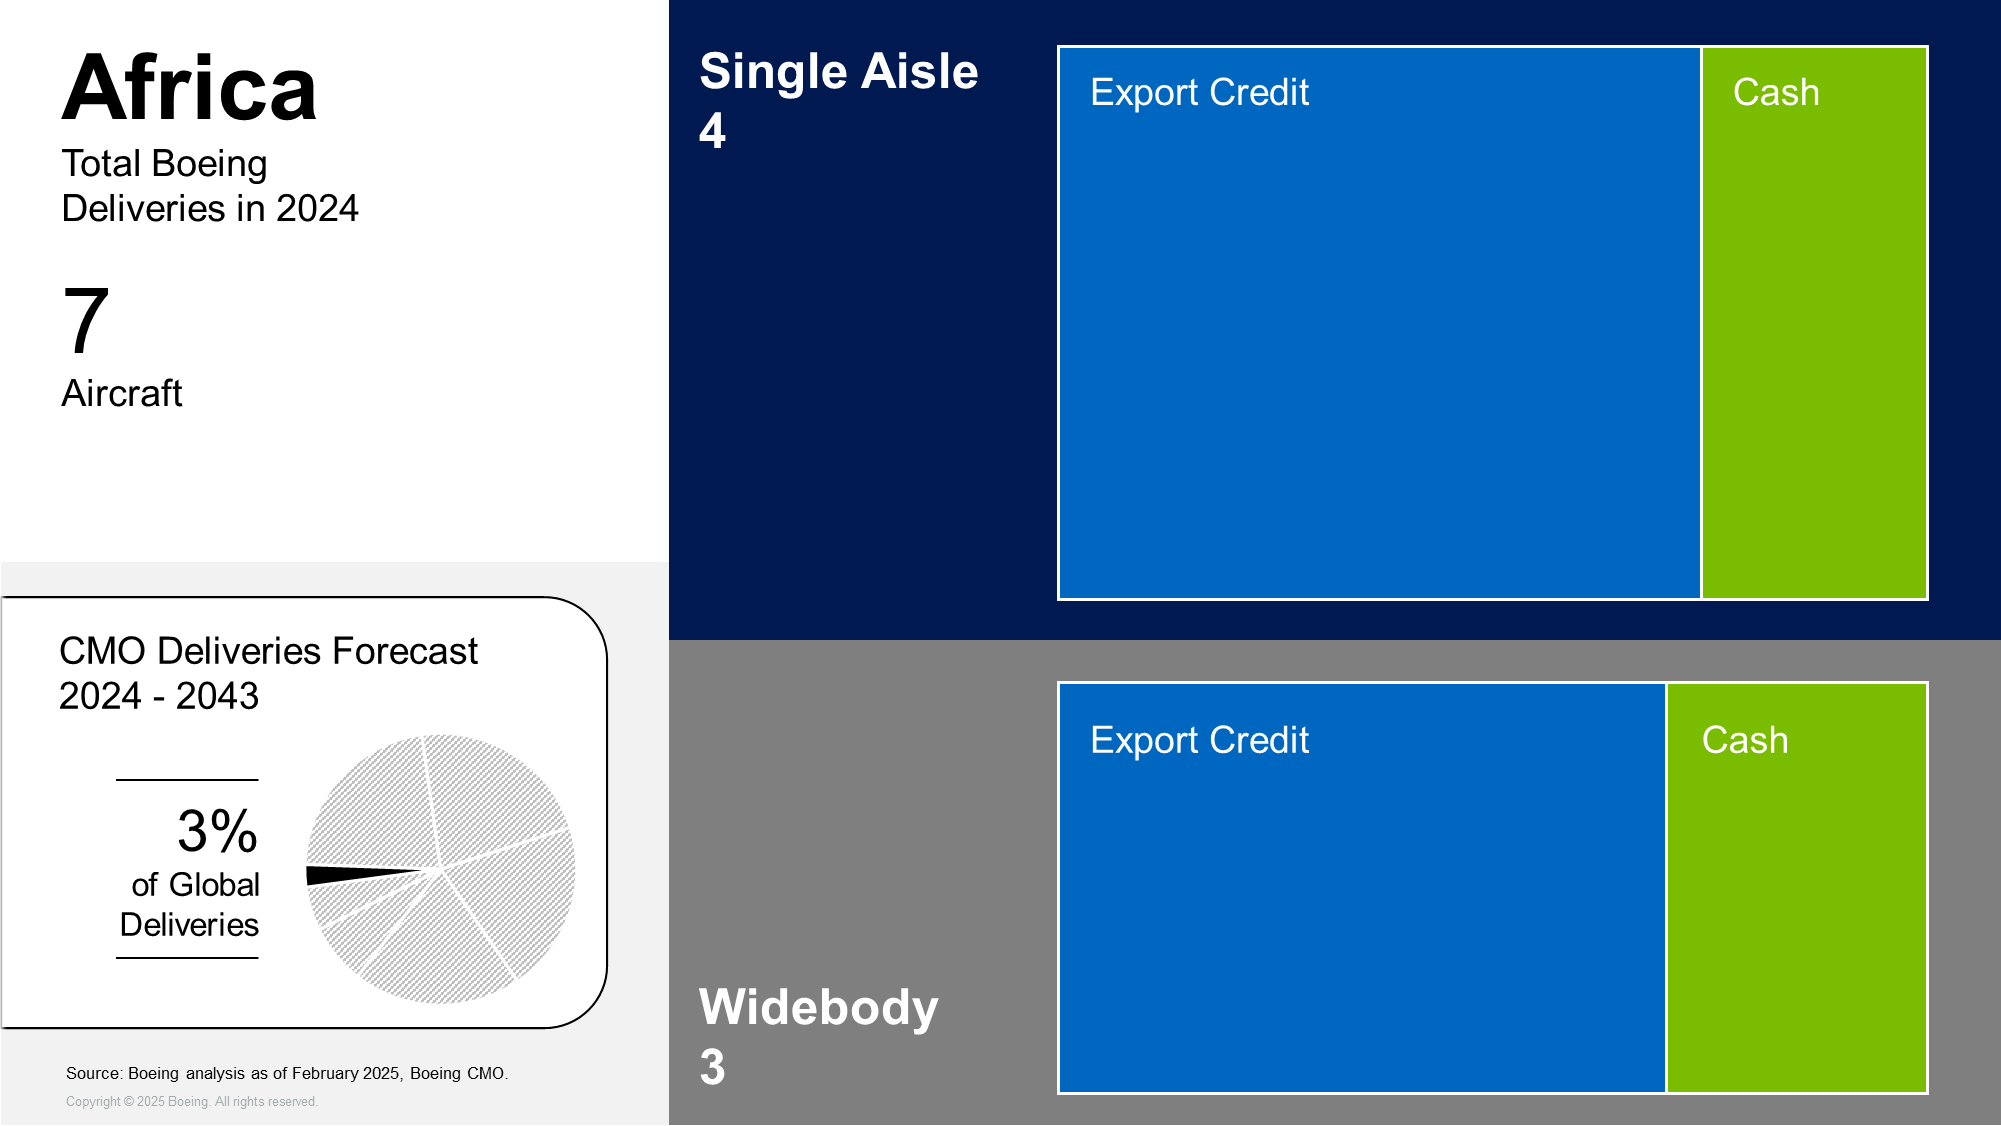 Africa
Total Boeing
Deliveries in 2024
7
Aircraft
CMO Deliveries Forecast
2024 - 2043
3%
of Global
Deliveries
Source: Boeing analysis as of February 2025, Boeing CMO.
Copyright © 2025 Boeing. All rights reserved.
Single Aisle
4
Export Credit
Cash
Widebody
3
Export Credit
Cash